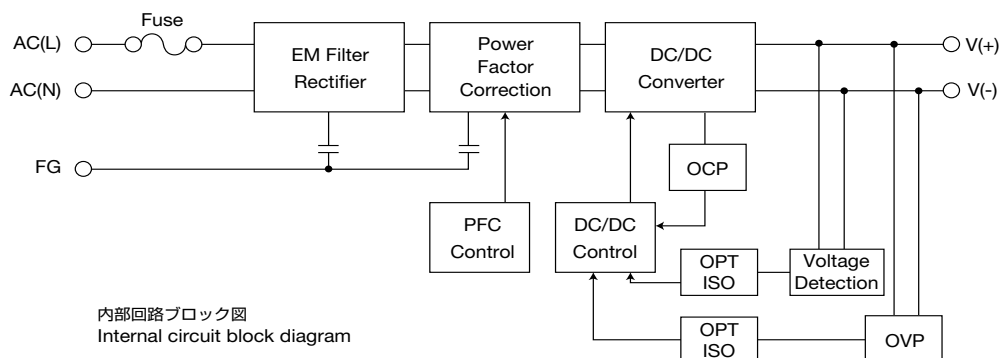 Fuse
AC(L)
EM Filter
Rectifier
Power
Factor
Correction
DC/DC
Converter
V(+)
AC(N)
V(-)
FG
OCP
PFC
Control
DC/DC
Control
OPT
ISO
Voltage
Detection
OPT
ISO
OVP
内部回路ブロック図
Internal circuit block diagram